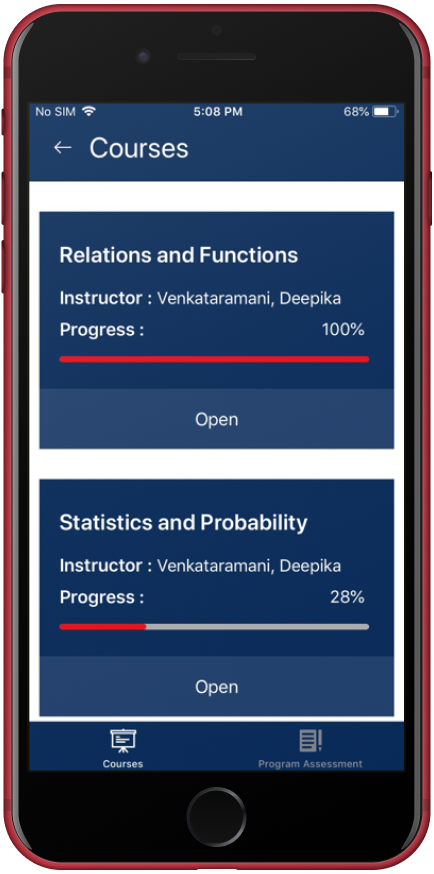 No SIM 5:08 PM 68%
← Courses
Relations and Functions
Instructor : Venkataramani, Deepika
Progress : 100%
Open
Statistics and Probability
Instructor : Venkataramani, Deepika
Progress : 28%
Open
Courses Program Assessment